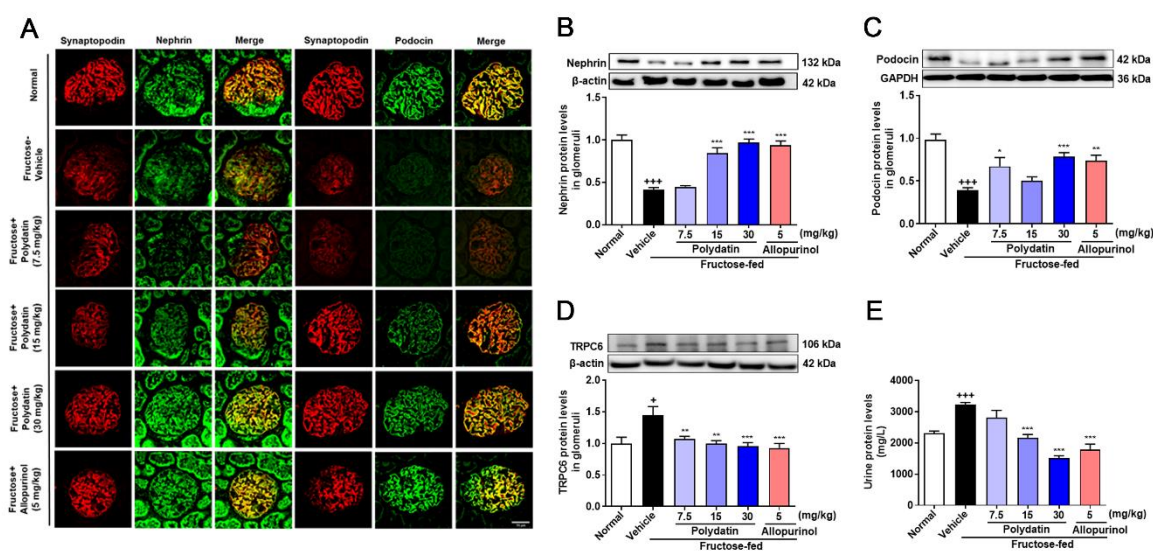 A
Synaptopodin Nephrin Merge Synaptopodin Podocin Merge
Normal
Fructose-
Vehicle
Fructose+
Polydatin
(7.5 mg/kg)
Fructose+
Polydatin
(15 mg/kg)
Fructose+
Polydatin
(30 mg/kg)
Fructose+
Allopurinol
(5 mg/kg)
B
Nephrin 132 kDa
β-actin 42 kDa
Nephrin protein levels
in glomeruli
1.5
1.0
0.5
0.0
+++
***
***
***
Normal Vehicle 7.5 15 30 5 (mg/kg)
Polydatin Allopurinol
Fructose-fed
C
Podocin 42 kDa
GAPDH 36 kDa
Podocin protein levels
in glomeruli
1.5
1.0
0.5
0.0
+++
*
***
**
Normal Vehicle 7.5 15 30 5 (mg/kg)
Polydatin Allopurinol
Fructose-fed
D
TRPC6 106 kDa
β-actin 42 kDa
TRPC6 protein levels
in glomeruli
2.0
1.5
1.0
0.5
0.0
+
**
**
***
***
Normal Vehicle 7.5 15 30 5 (mg/kg)
Polydatin Allopurinol
Fructose-fed
E
Urine protein levels
(mg/L)
4000
3000
2000
1000
0
+++
***
***
***
Normal Vehicle 7.5 15 30 5 (mg/kg)
Polydatin Allopurinol
Fructose-fed